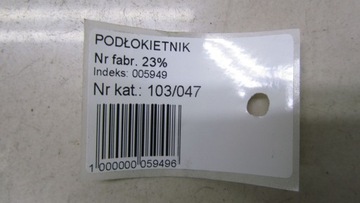 PODŁOKIETNIK
Nr fabr. 23%
Indeks: 005949
Nr kat.: 103/047
1 000000 059496